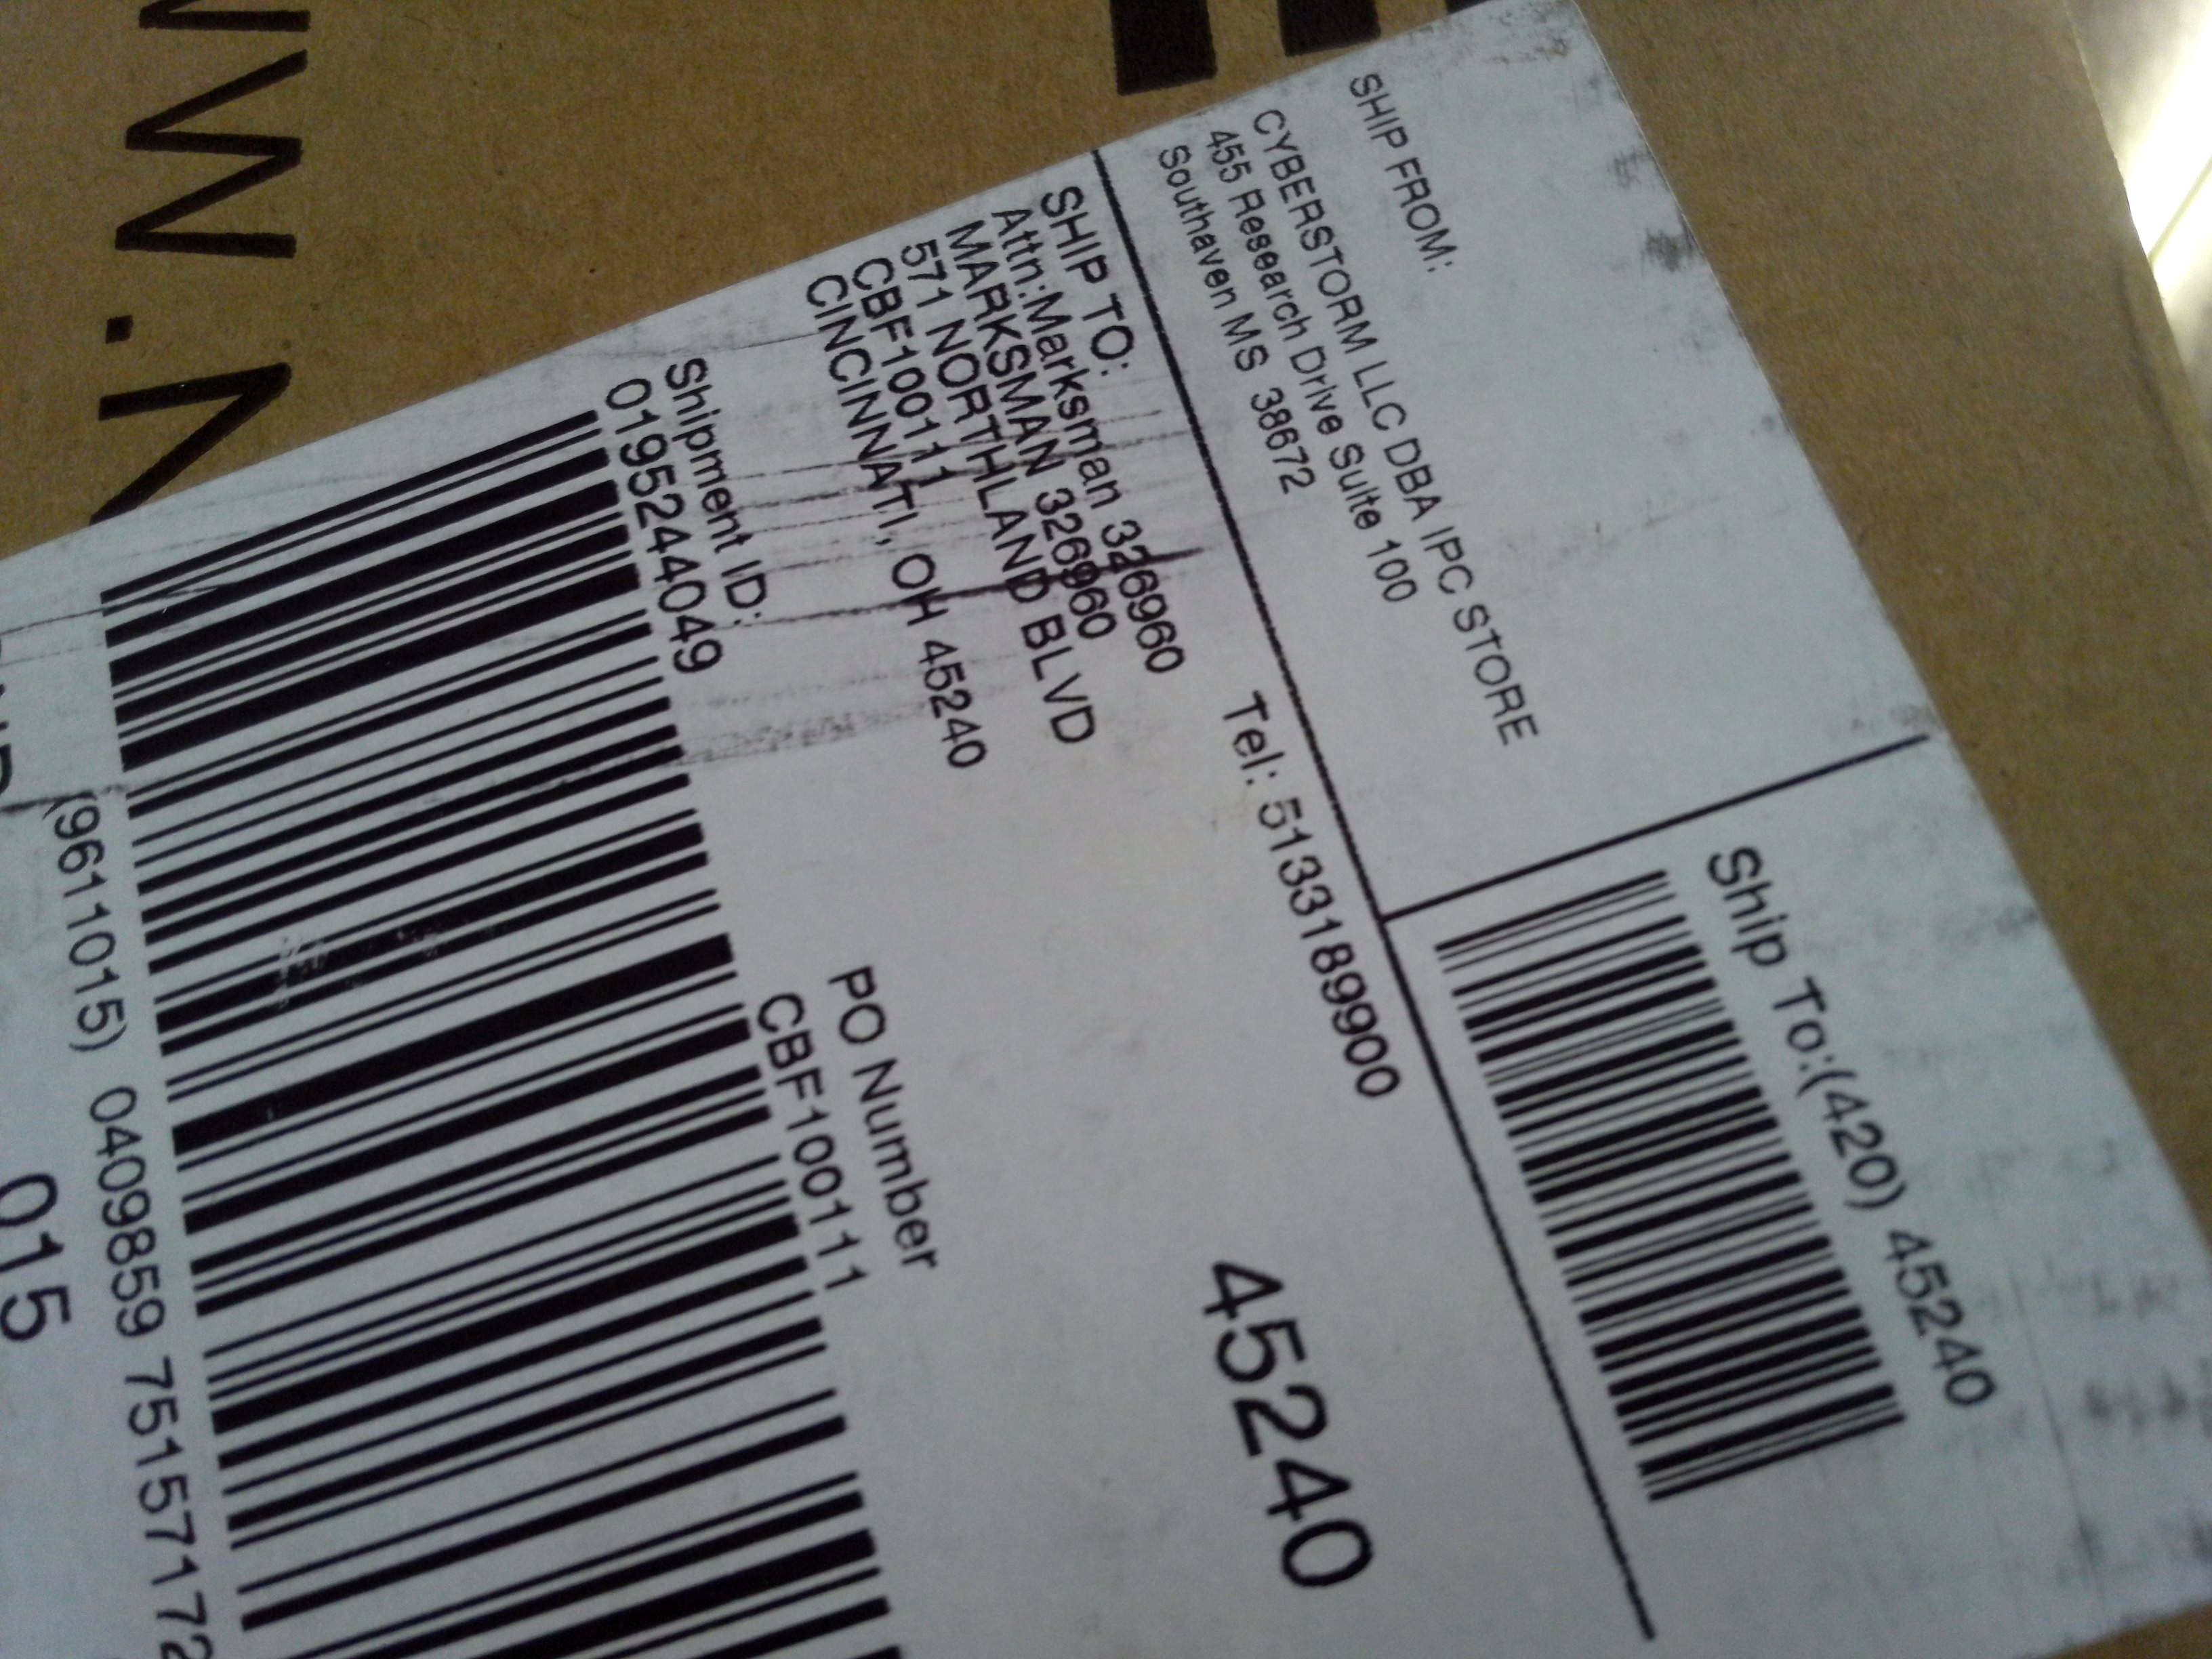 SHIP FROM:
CYBERSTORM LLC DBA IPC STORE
455 Research Drive Suite 100
Southaven MS 38672
Ship To:(420) 45240
SHIP TO:
Attn:Marksman 326960
MARKSMAN 326960
571 NORTHLAND BLVD
CBF100111
CINCINNATI, OH 45240
Tel: 5133189900
45240
Shipment ID:
0195244049
PO Number
CBF100111
(9611015) 0409859 75157172
015